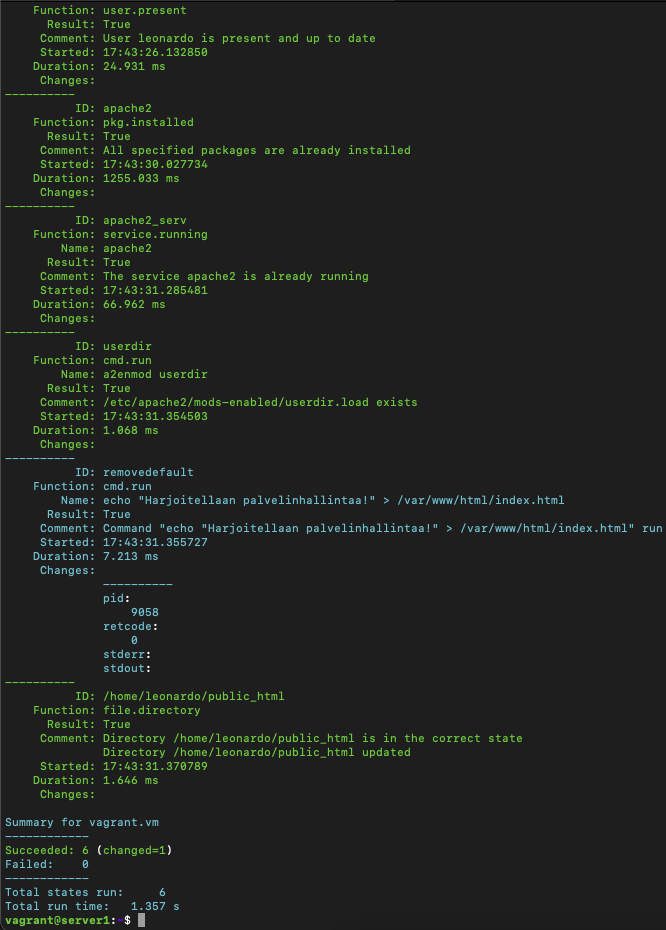 Function: user.present
Result: True
Comment: User leonardo is present and up to date
Started: 17:43:26.132850
Duration: 24.931 ms
Changes:
----------
ID: apache2
Function: pkg.installed
Result: True
Comment: All specified packages are already installed
Started: 17:43:30.027734
Duration: 1255.033 ms
Changes:
----------
ID: apache2_serv
Function: service.running
Name: apache2
Result: True
Comment: The service apache2 is already running
Started: 17:43:31.285481
Duration: 66.962 ms
Changes:
----------
ID: userdir
Function: cmd.run
Name: a2enmod userdir
Result: True
Comment: /etc/apache2/mods-enabled/userdir.load exists
Started: 17:43:31.354503
Duration: 1.068 ms
Changes:
----------
ID: removedefault
Function: cmd.run
Name: echo "Harjoitellaan palvelinhallintaa!" > /var/www/html/index.html
Result: True
Comment: Command "echo "Harjoitellaan palvelinhallintaa!" > /var/www/html/index.html" run
Started: 17:43:31.355727
Duration: 7.213 ms
Changes:
----------
pid:
9058
retcode:
0
stderr:
stdout:
----------
ID: /home/leonardo/public_html
Function: file.directory
Result: True
Comment: Directory /home/leonardo/public_html is in the correct state
Directory /home/leonardo/public_html updated
Started: 17:43:31.370789
Duration: 1.646 ms
Changes:
Summary for vagrant.vm
------------
Succeeded: 6 (changed=1)
Failed: 0
------------
Total states run: 6
Total run time: 1.357 s
vagrant@server1:~$